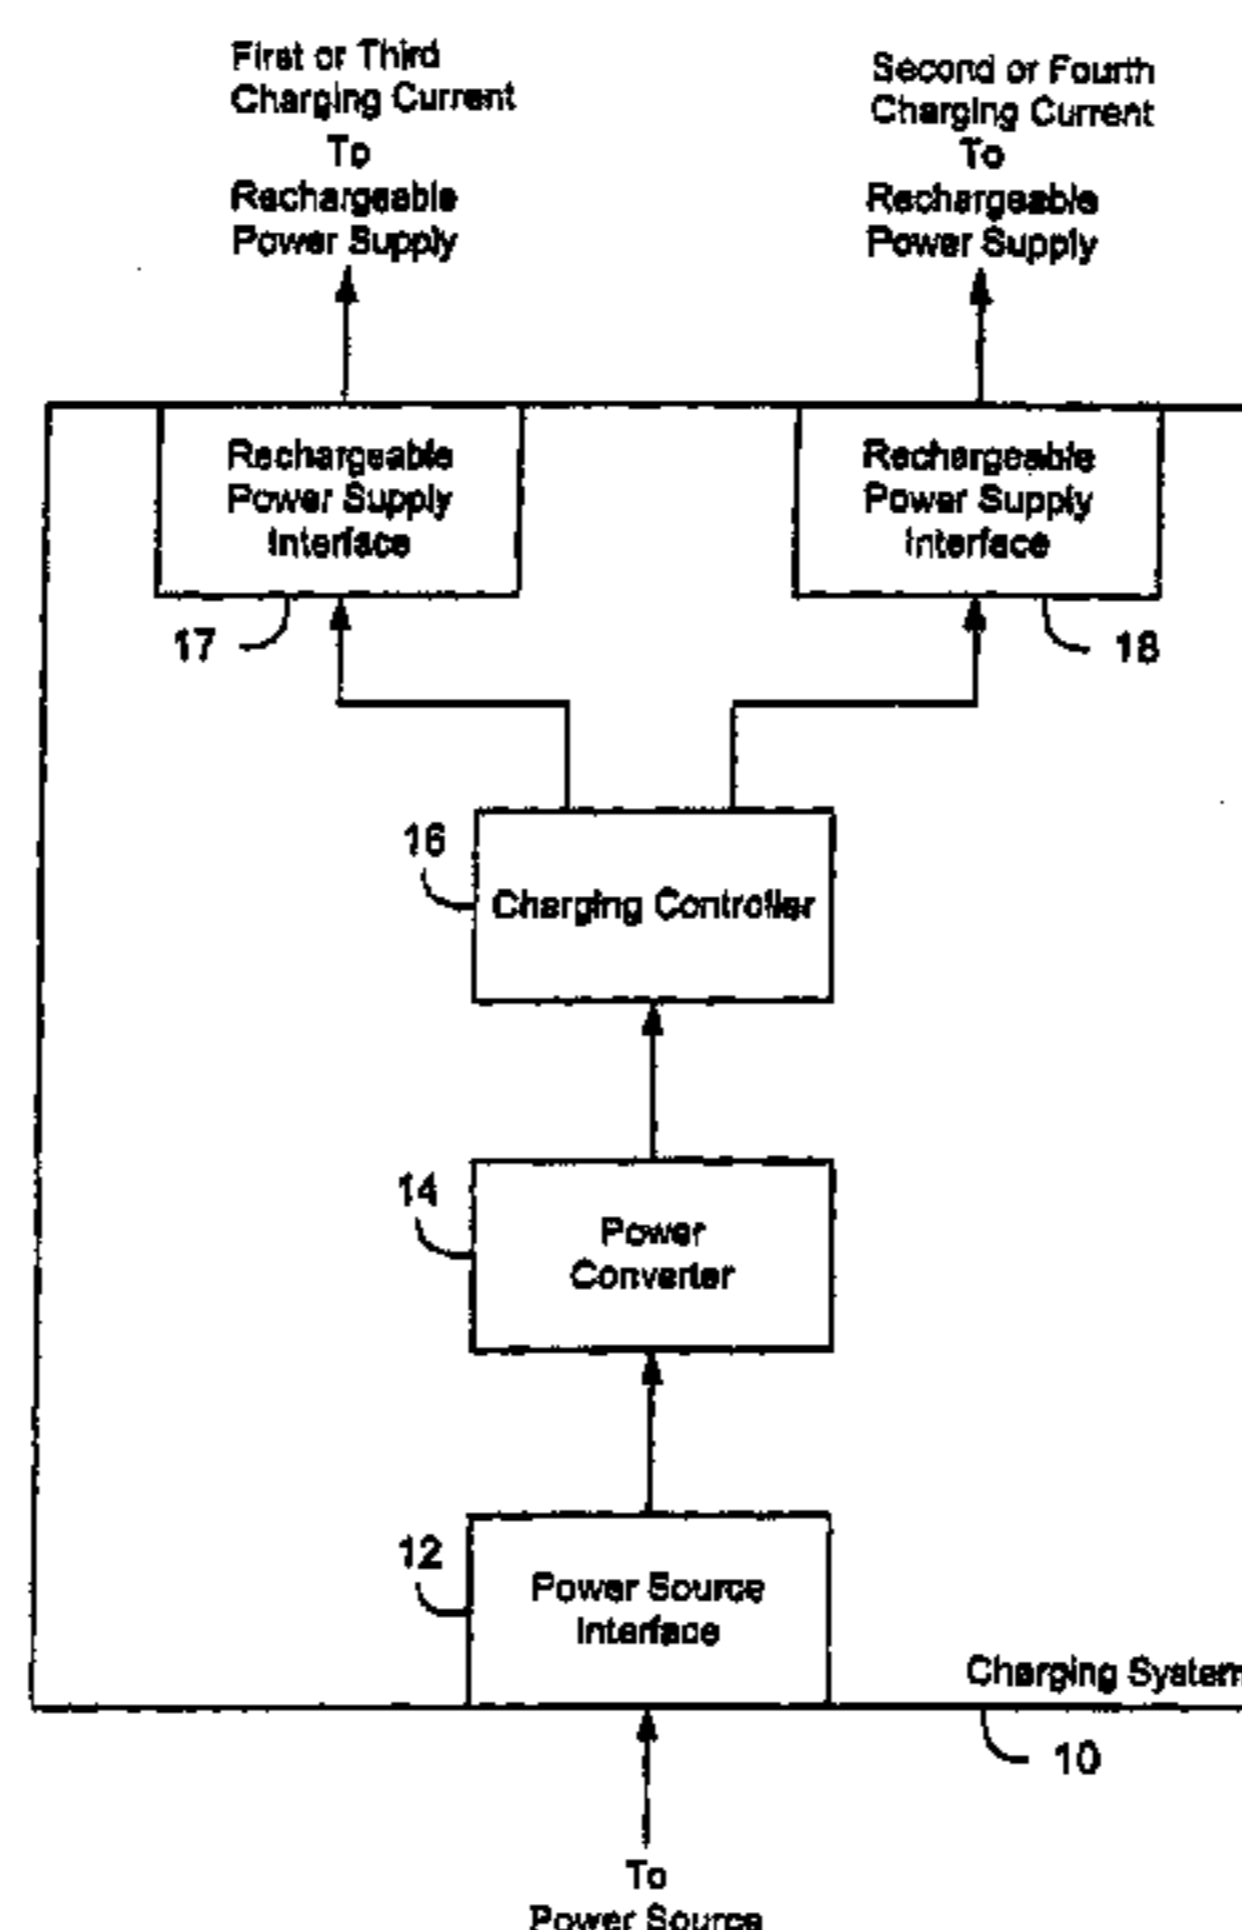 First or Third
Charging Current
To
Rechargeable
Power Supply
Second or Fourth
Charging Current
To
Rechargeable
Power Supply
Rechargeable
Power Supply
Interface
Rechargeable
Power Supply
Interface
17
18
16
Charging Controller
14
Power
Converter
12
Power Source
Interface
Charging System
10
To
Power Source